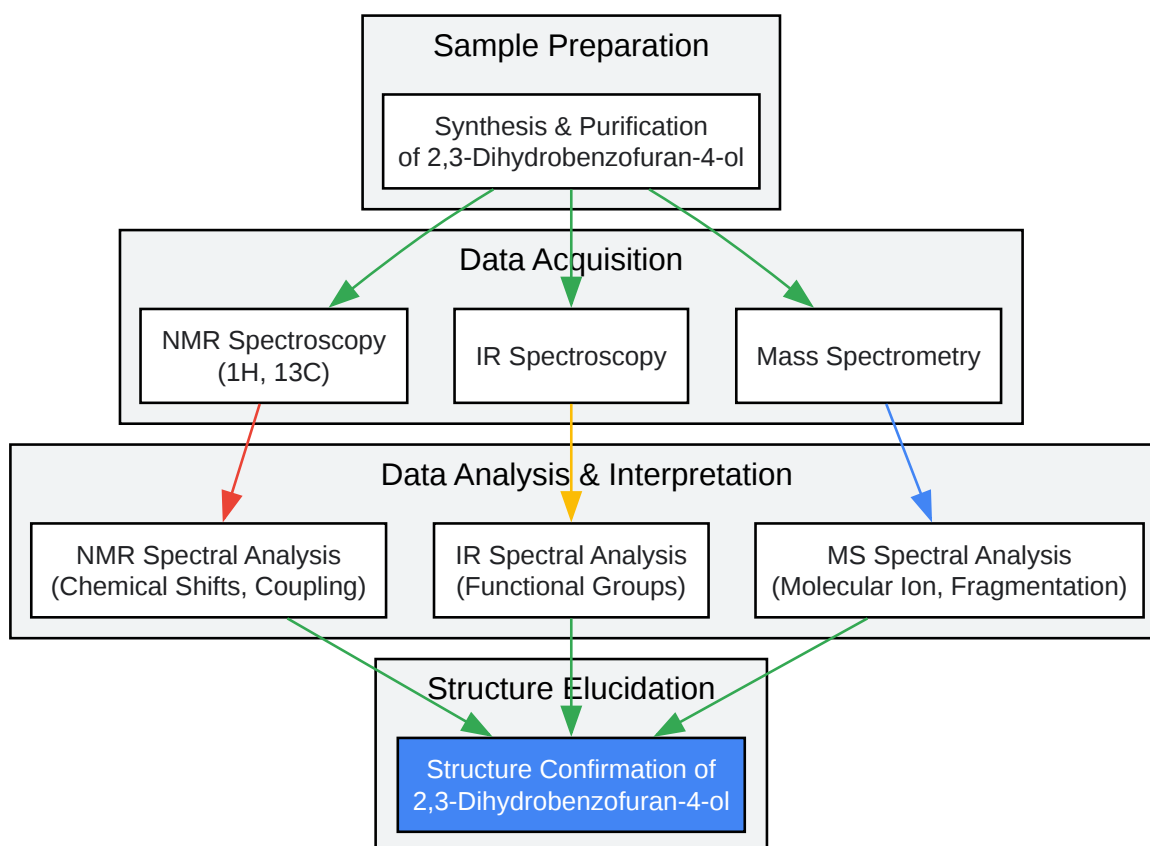 Sample Preparation
Synthesis & Purification
of 2,3-Dihydrobenzofuran-4-ol
Data Acquisition
NMR Spectroscopy
(1H, 13C)
IR Spectroscopy
Mass Spectrometry
Data Analysis & Interpretation
NMR Spectral Analysis
(Chemical Shifts, Coupling)
IR Spectral Analysis
(Functional Groups)
MS Spectral Analysis
(Molecular Ion, Fragmentation)
Structure Elucidation
Structure Confirmation of
2,3-Dihydrobenzofuran-4-ol